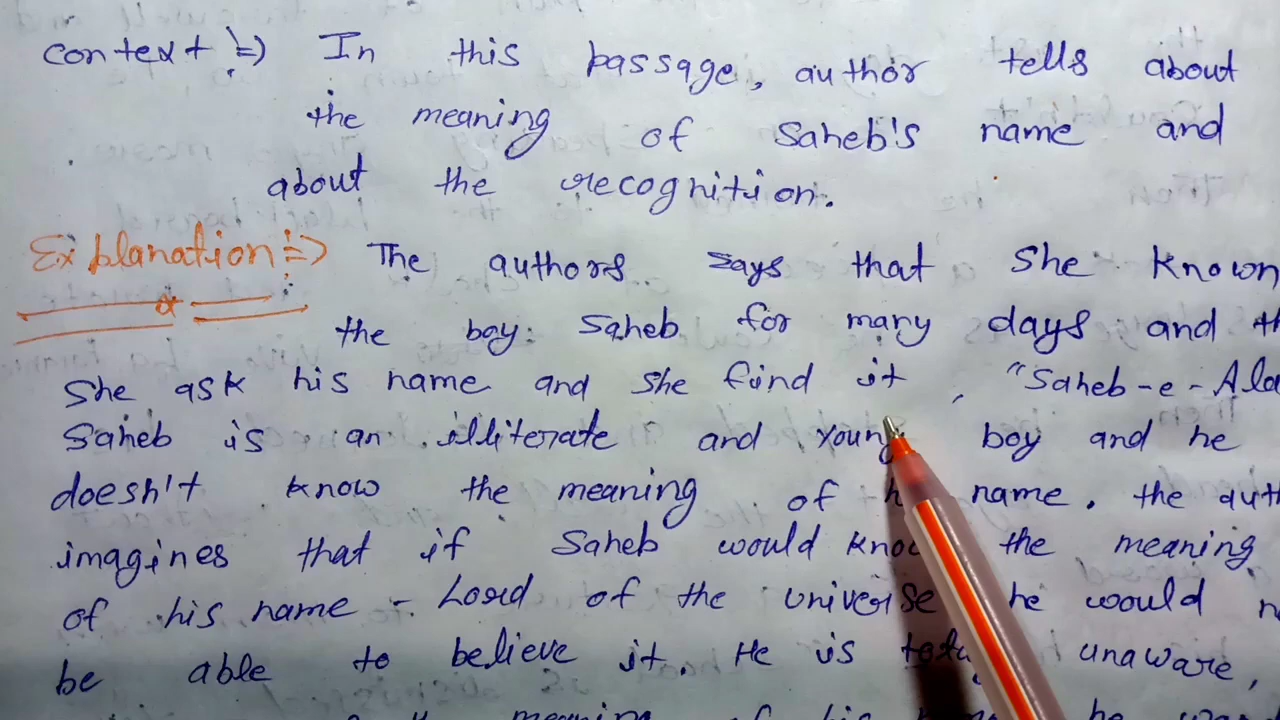 context :=) In this passage, author tells about
the meaning of Saheb's name and
about the recognition.
Explanation :=) The authors says that she known
the boy Saheb for many days and
She ask his name and she find it, "Saheb-e-
Saheb is an illiterate and young boy and he
doesn't know the meaning of name. the
imagines that if Saheb would the meaning
of his name - Lord of the universe he would
be able to believe it. He is unaware,
meaning of his